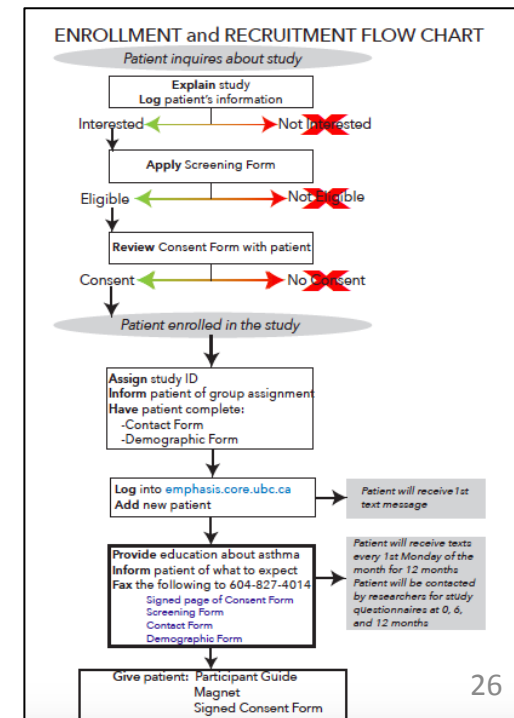 ENROLLMENT and RECRUITMENT FLOW CHART
Patient inquires about study
Explain study
Log patient's information
Interested
Not Interested
Apply Screening Form
Eligible
Not Eligible
Review Consent Form with patient
Consent
No Consent
Patient enrolled in the study
Assign study ID
Inform patient of group assignment
Have patient complete:
-Contact Form
-Demographic Form
Log into emphasis.core.ubc.ca
Add new patient
Patient will receive 1st
text message
Provide education about asthma
Inform patient of what to expect
Fax the following to 604-827-4014
Signed page of Consent Form
Screening Form
Contact Form
Demographic Form
Patient will receive texts
every 1st Monday of the
month for 12 months
Patient will be contacted
by researchers for study
questionnaires at 0, 6,
and 12 months
Give patient: Participant Guide
Magnet
Signed Consent Form
26